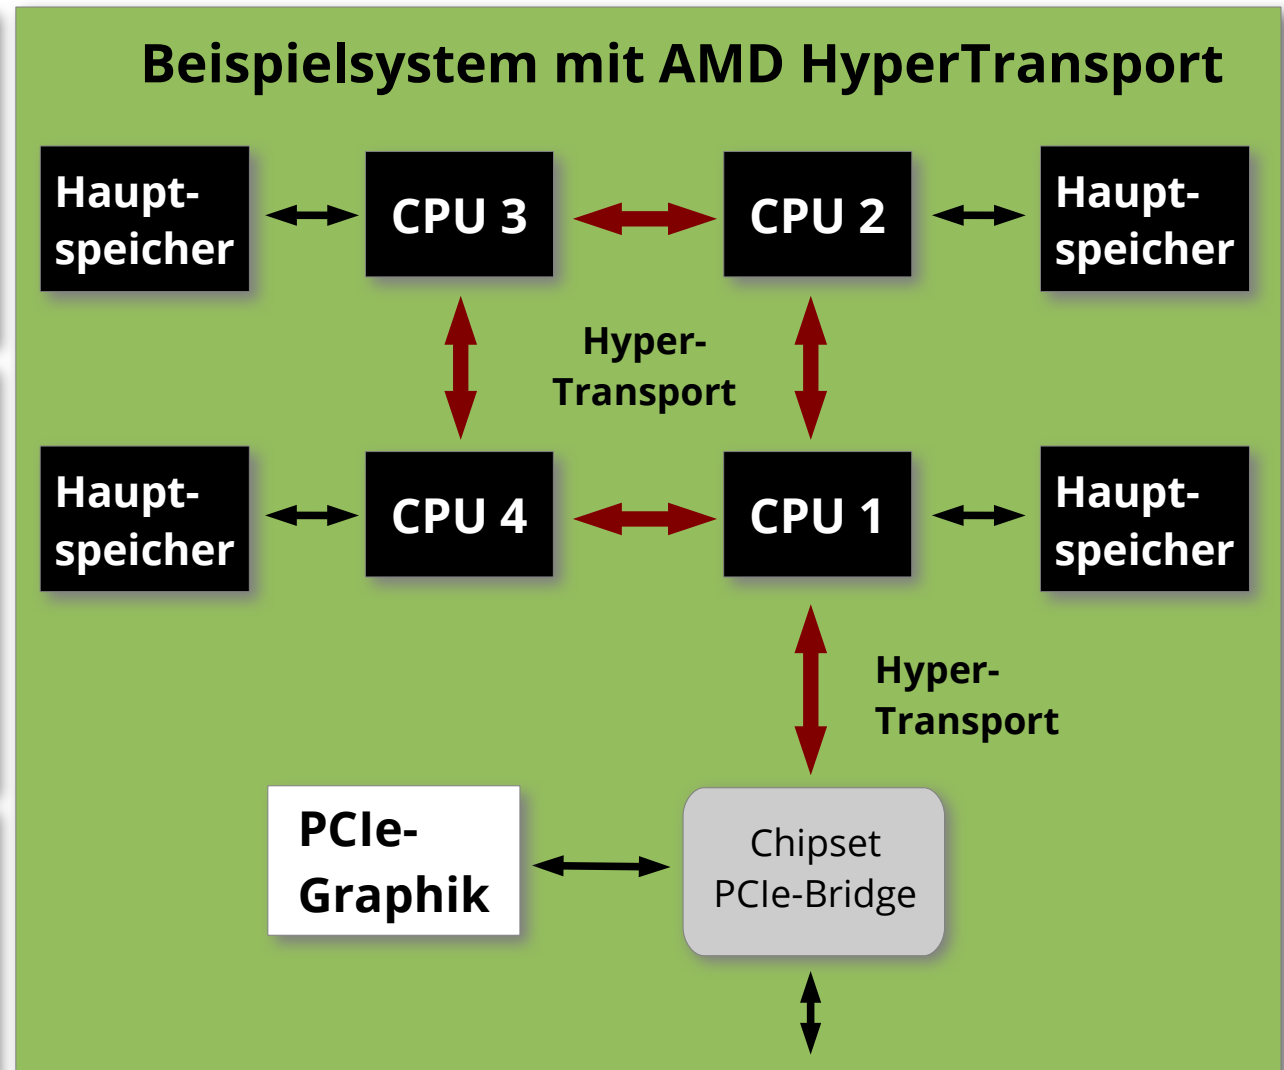 Beispielsystem mit AMD HyperTransport
Haupt-
speicher
CPU 3
CPU 2
Haupt-
speicher
Hyper-
Transport
Haupt-
speicher
CPU 4
CPU 1
Haupt-
speicher
Hyper-
Transport
PCIe-
Graphik
Chipset
PCIe-Bridge